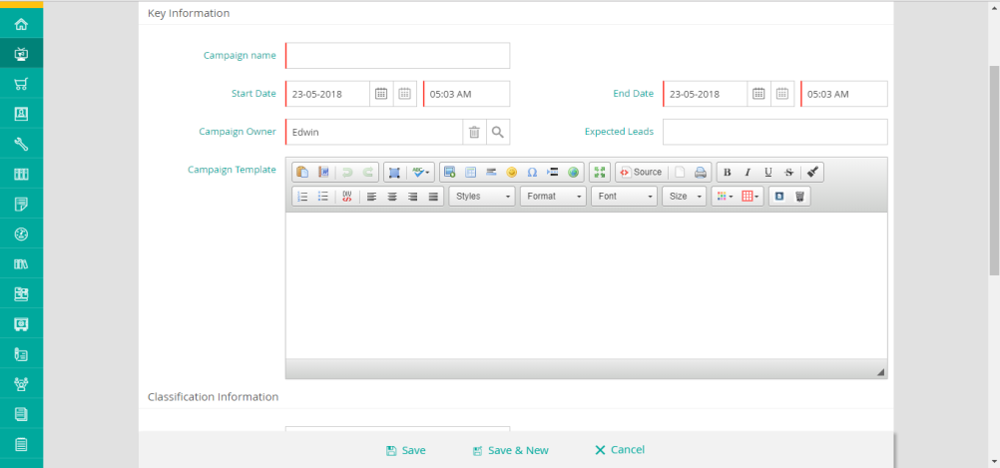 Key Information
Campaign name
Start Date 23-05-2018 05:03 AM End Date 23-05-2018 05:03 AM
Campaign Owner Edwin Expected Leads
Campaign Template
ABC Source B I U S
DIV Styles Format Font Size
Classification Information
Save Save & New Cancel